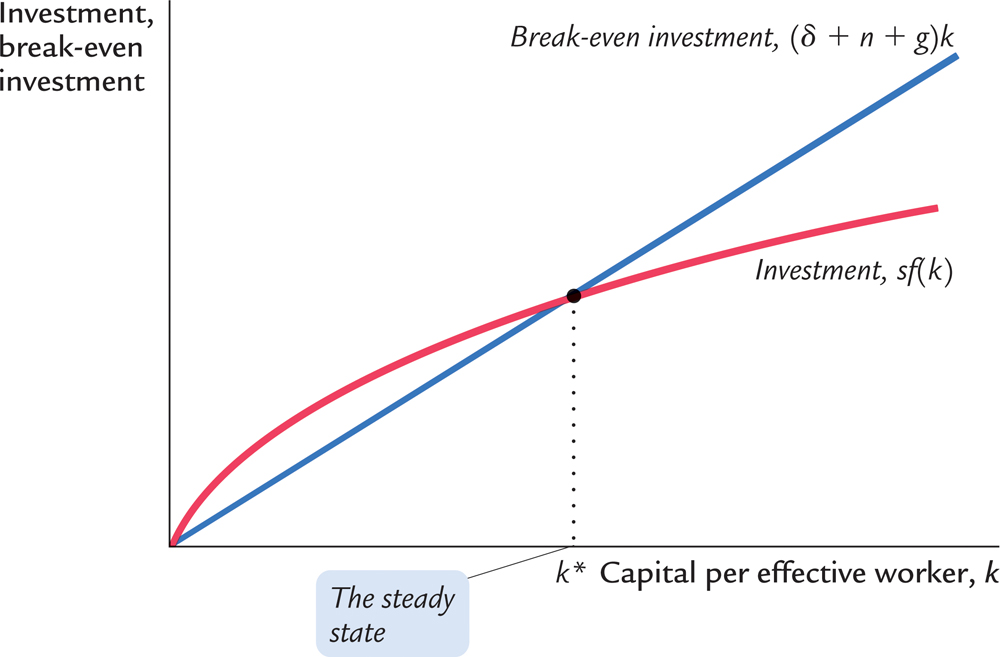 Investment,
break-even
investment
Break-even investment, (δ + n + g)k
Investment, sf(k)
k* Capital per effective worker, k
The steady
state